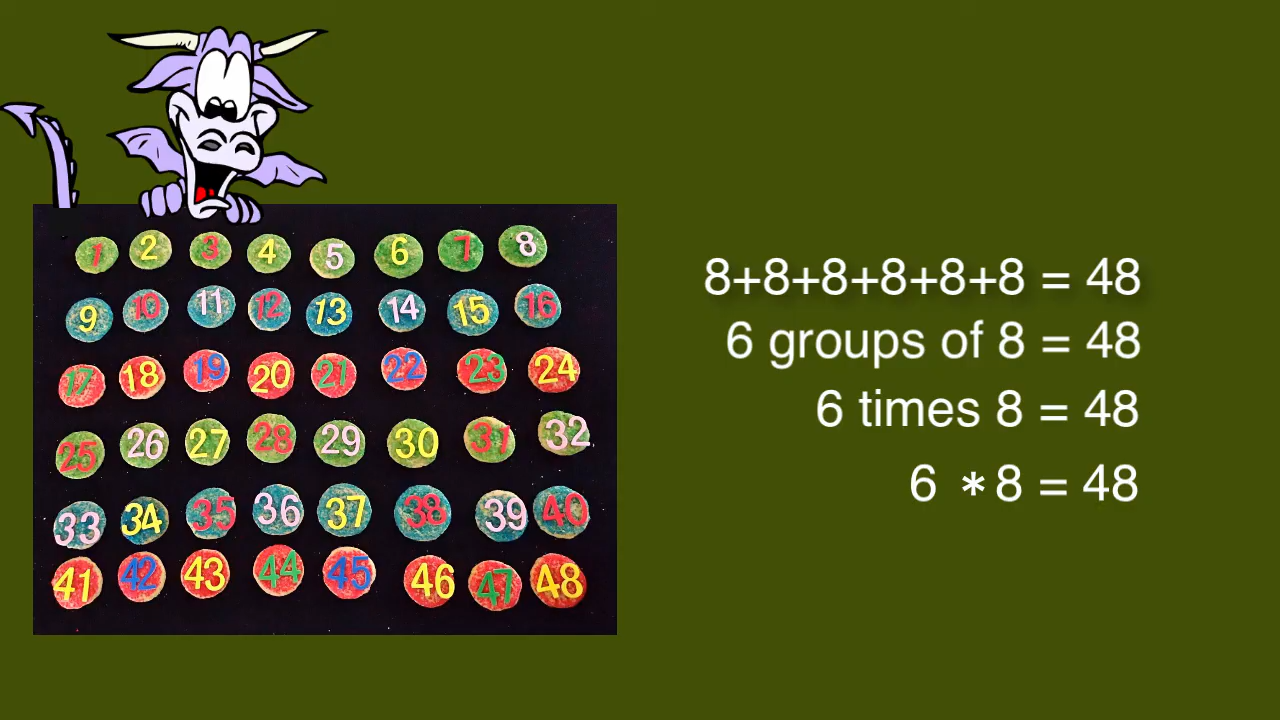 1 2 3 4 5 6 7 8
9 10 11 12 13 14 15 16
17 18 19 20 21 22 23 24
25 26 27 28 29 30 31 32
33 34 35 36 37 38 39 40
41 42 43 44 45 46 47 48
8+8+8+8+8+8 = 48
6 groups of 8 = 48
6 times 8 = 48
6 *8 = 48